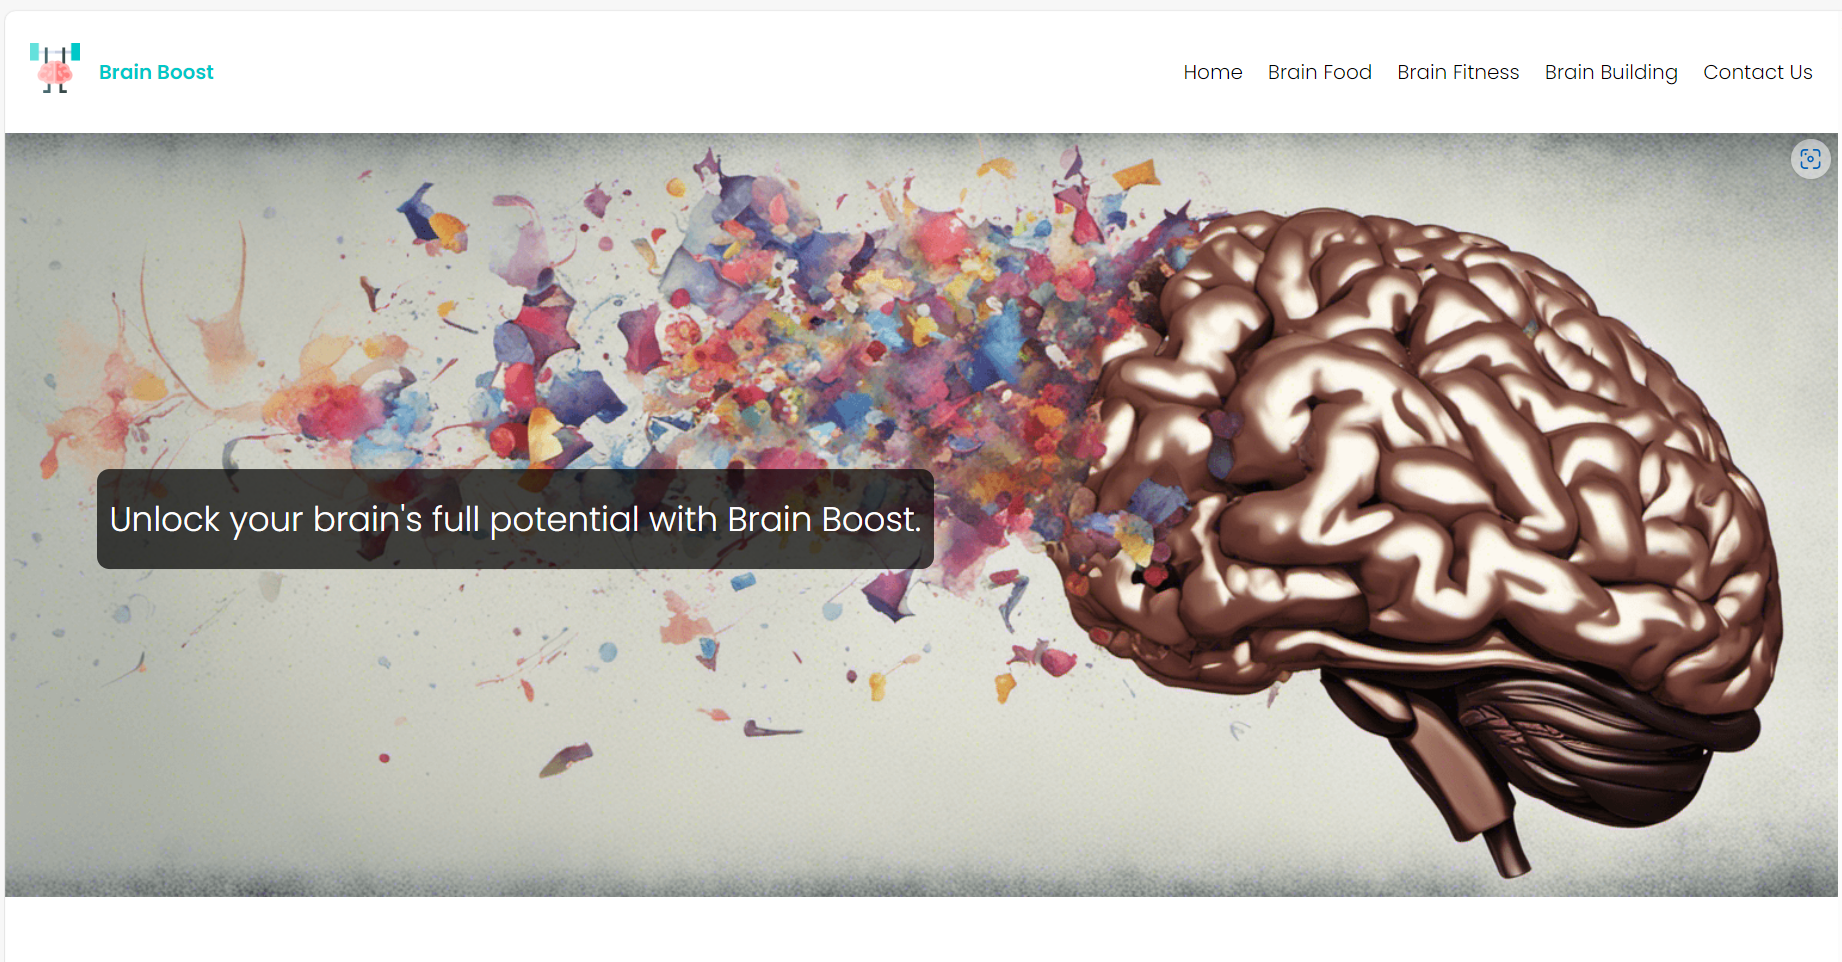 Brain Boost
Home Brain Food Brain Fitness Brain Building Contact Us
Unlock your brain's full potential with Brain Boost.